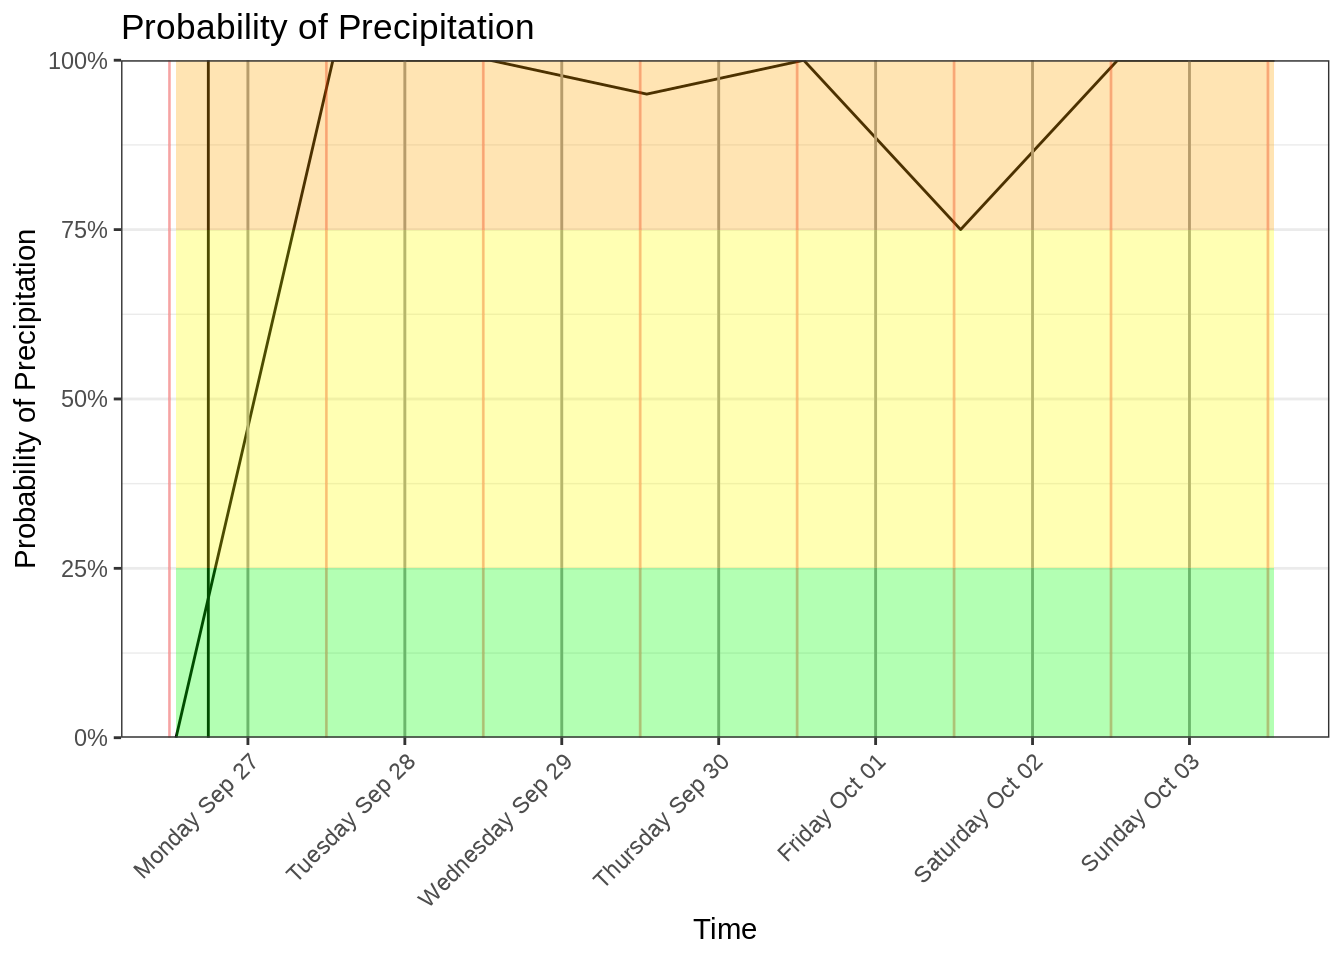 Probability of Precipitation
Probability of Precipitation
100%
75%
50%
25%
0%
Monday Sep 27
Tuesday Sep 28
Wednesday Sep 29
Thursday Sep 30
Friday Oct 01
Saturday Oct 02
Sunday Oct 03
Time